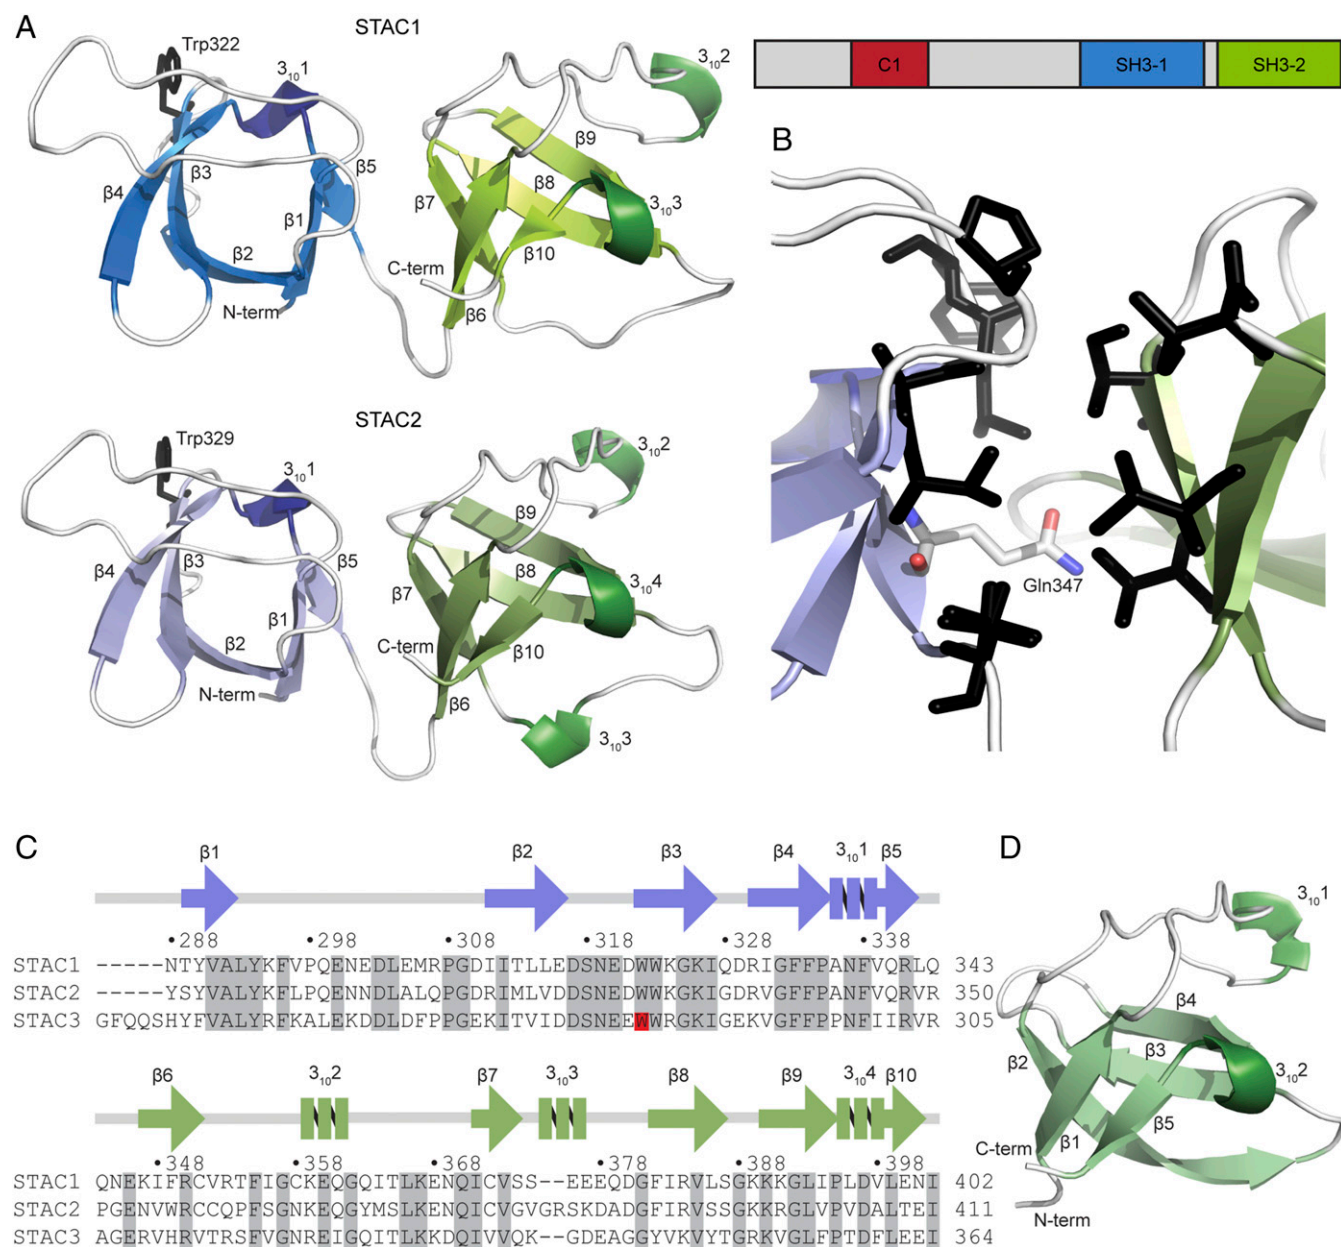 A
STAC1
Trp322
3₁₀1
3₁₀2
β9
β5
β4
β3
β8
β7
3₁₀3
β1
β2
β10
C-term
N-term
β6
C1
SH3-1
SH3-2
B
Gln347
STAC2
Trp329
3₁₀1
3₁₀2
β9
β5
β4
β3
β8
3₁₀4
β7
β1
C-term
β2
β10
N-term
β6
3₁₀3
C
β1
β2
β3
β4
3₁₀1
β5
•288 •298 •308 •318 •328 •338
STAC1 -----NTYVALYKFVPQENEDLEMRPGDIITLLEDSNEDWWKGKIQDRIGFFPANFVQRLQ 343
STAC2 -----YSYVALYKFLPQENNDLALQPGDRIMLVDDSNEDWWKGKIGDRVGFFPANFVQRVR 350
STAC3 GFQQSHYFVALYRFKALEKDDLDFPPGEKITVIDDSNEEWWRGKIGEKVGFFPPNFIIRVR 305
β6
3₁₀2
β7
3₁₀3
β8
β9
3₁₀4
β10
•348 •358 •368 •378 •388 •398
STAC1 QNEKIFRCVRTFIGCKEQGQITLKENQICVSS--EEEQDGFIRVLSGKKKGLIPLDVLENI 402
STAC2 PGENVWRCCQPFSGNKEQGYMSLKENQICVGVGRSKDADGFIRVSSGKKRGLVPVDALTEI 411
STAC3 AGERVHRVTRSFVGNREIGQITLKKDQIVVQK--GDEAGGYVKVYTGRKVGLFPTDFLEEI 364
D
3₁₀1
β4
β2
β3
3₁₀2
β5
C-term
β1
N-term